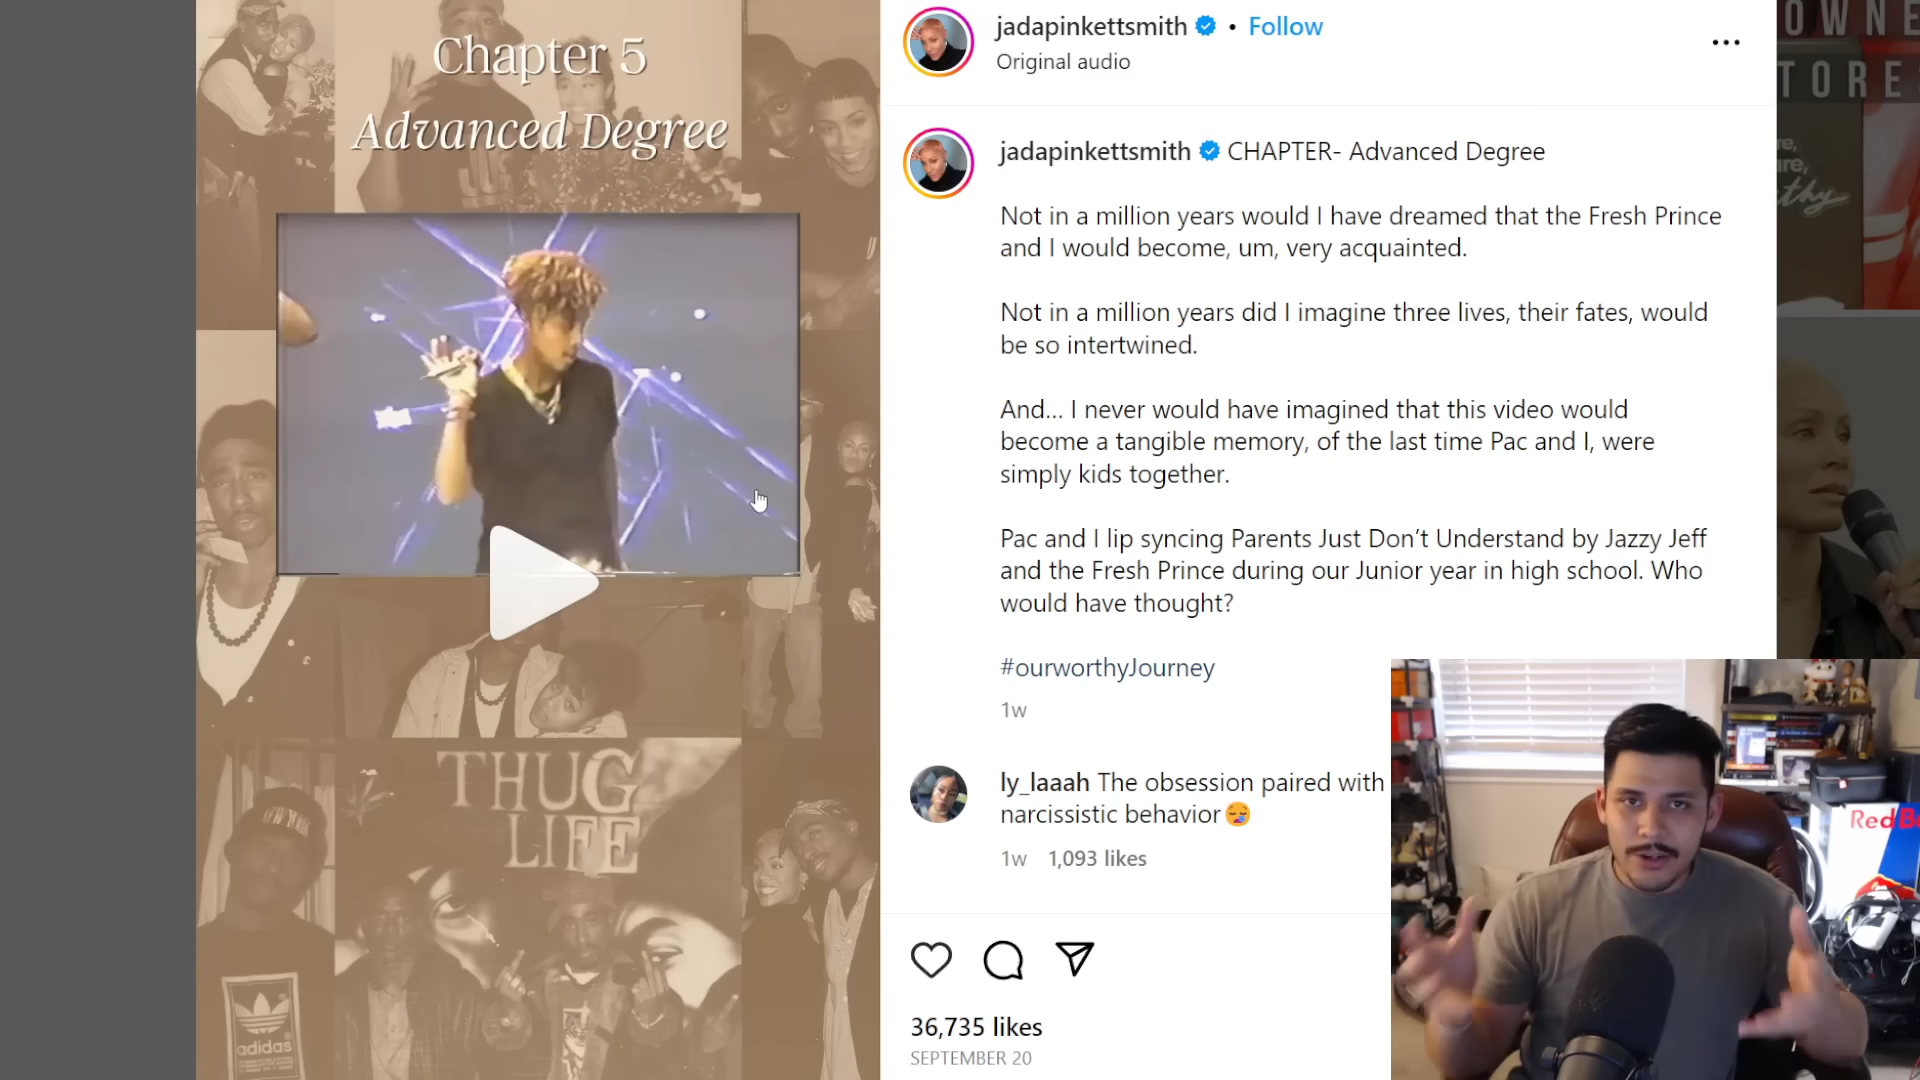 Chapter 5
Advanced Degree
THUG
LIFE
adidas
jadapinkettsmith • Follow
Original audio
jadapinkettsmith CHAPTER- Advanced Degree
Not in a million years would I have dreamed that the Fresh Prince
and I would become, um, very acquainted.
Not in a million years did I imagine three lives, their fates, would
be so intertwined.
And... I never would have imagined that this video would
become a tangible memory, of the last time Pac and I, were
simply kids together.
Pac and I lip syncing Parents Just Don’t Understand by Jazzy Jeff
and the Fresh Prince during our Junior year in high school. Who
would have thought?
#ourworthyJourney
1w
ly_laaah The obsession paired with
narcissistic behavior😪
1w 1,093 likes
36,735 likes
SEPTEMBER 20
OWNE
TORE